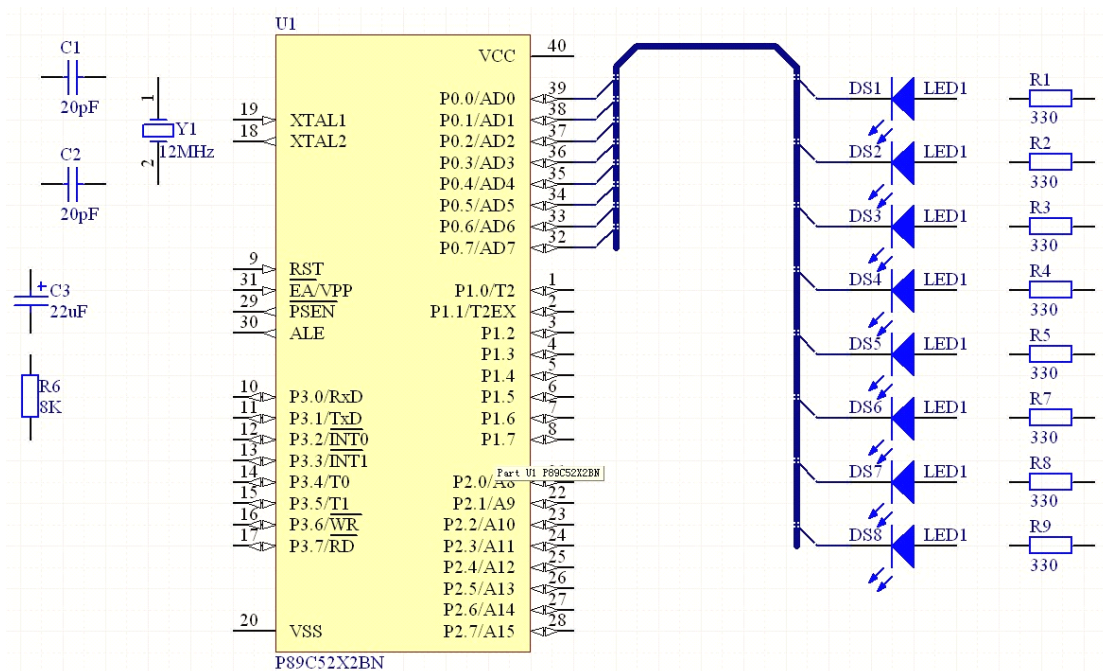 U1
C1
20pF
1
Y1
12MHz
2
C2
20pF
C3
22uF
R6
8K
19 XTAL1
18 XTAL2
9 RST
31 EA/VPP
29 PSEN
30 ALE
10 P3.0/RxD
11 P3.1/TxD
12 P3.2/INT0
13 P3.3/INT1
14 P3.4/T0
15 P3.5/T1
16 P3.6/WR
17 P3.7/RD
20 VSS
VCC 40
P0.0/AD0 39
P0.1/AD1 38
P0.2/AD2 37
P0.3/AD3 36
P0.4/AD4 35
P0.5/AD5 34
P0.6/AD6 33
P0.7/AD7 32
P1.0/T2 1
P1.1/T2EX 2
P1.2 3
P1.3 4
P1.4 5
P1.5 6
P1.6 7
P1.7 8
Part U1 P89C52X2BN
P2.0/A8
P2.1/A9 22
P2.2/A10 23
P2.3/A11 24
P2.4/A12 25
P2.5/A13 26
P2.6/A14 27
P2.7/A15 28
P89C52X2BN
DS1 LED1 R1
330
DS2 LED1 R2
330
DS3 LED1 R3
330
DS4 LED1 R4
330
DS5 LED1 R5
330
DS6 LED1 R7
330
DS7 LED1 R8
330
DS8 LED1 R9
330